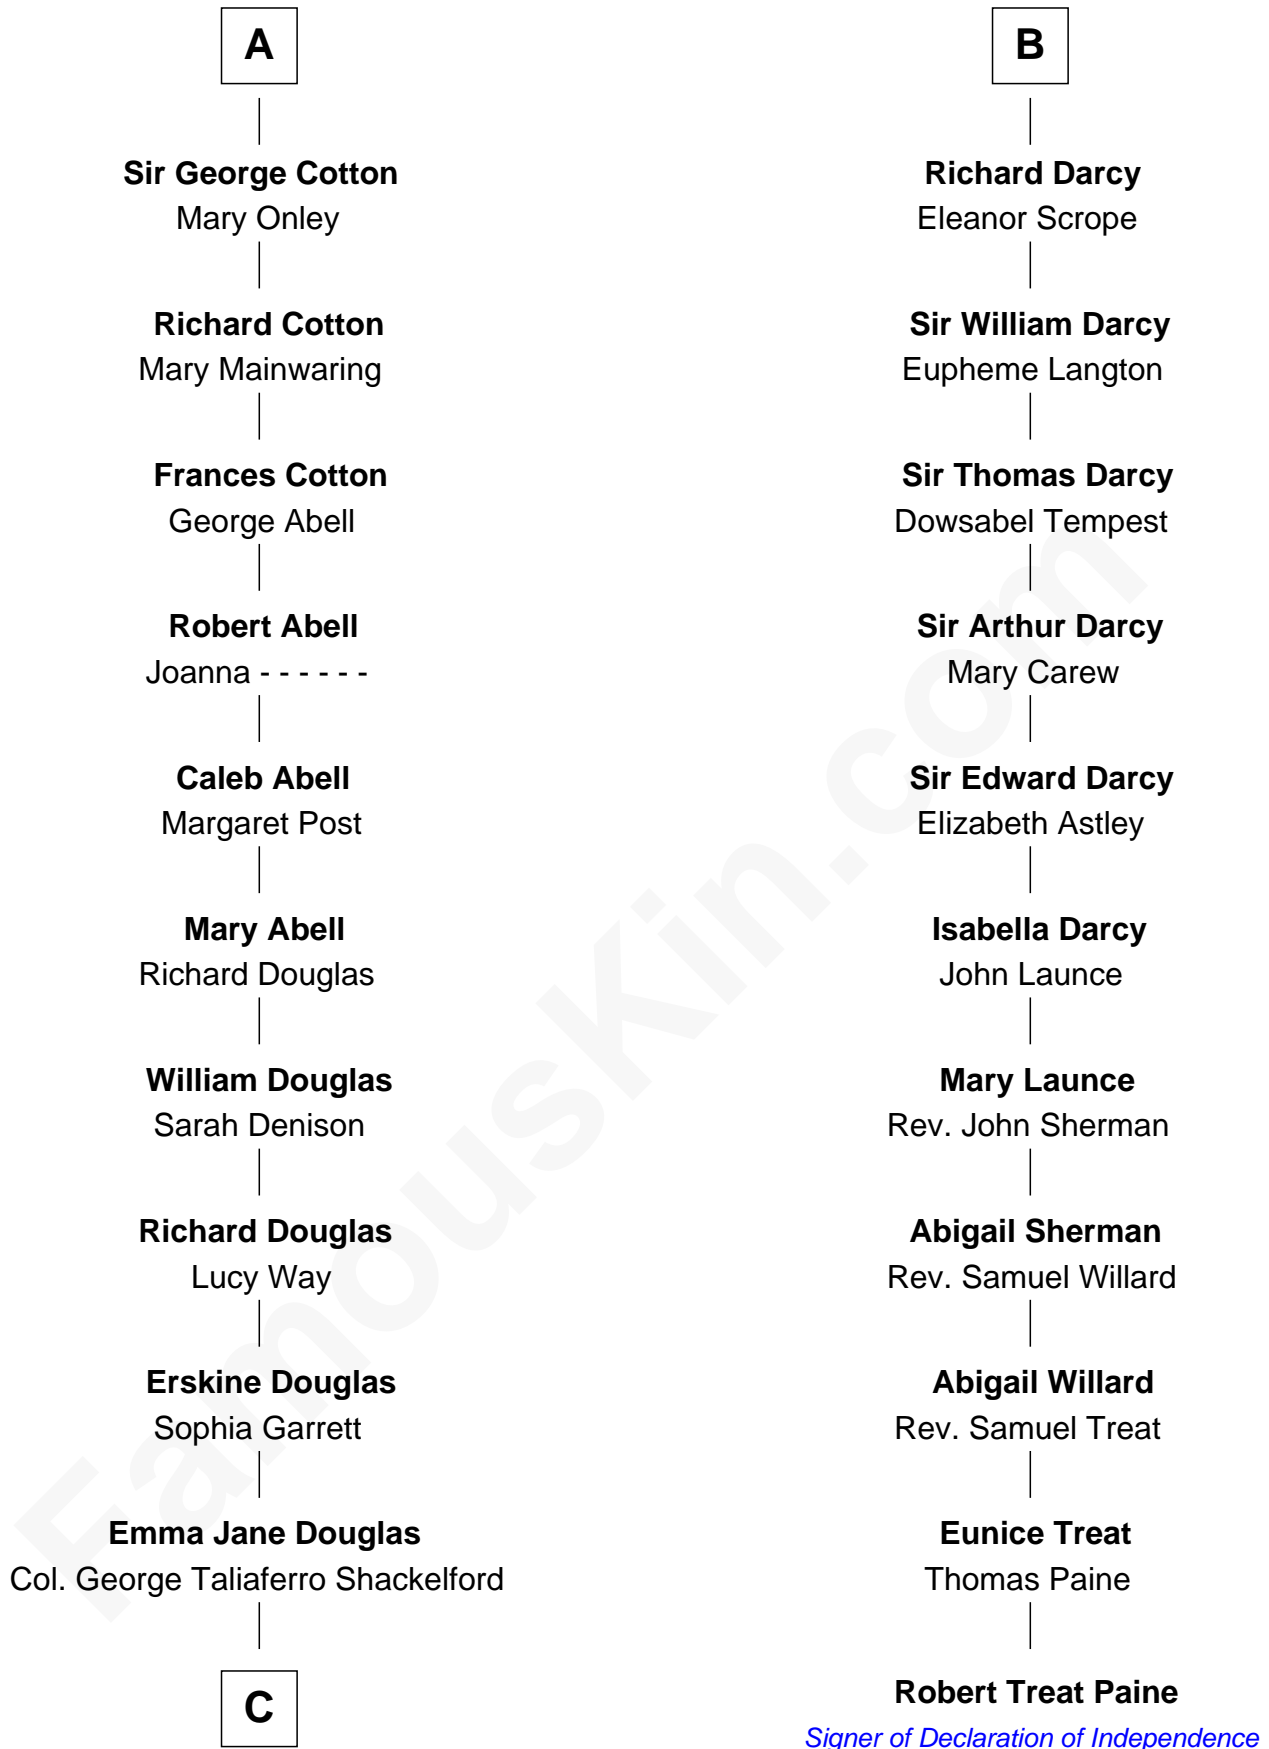 A
Sir George Cotton
Mary Onley
Richard Cotton
Mary Mainwaring
Frances Cotton
George Abell
Robert Abell
Joanna - - - - - -
Caleb Abell
Margaret Post
Mary Abell
Richard Douglas
William Douglas
Sarah Denison
Richard Douglas
Lucy Way
Erskine Douglas
Sophia Garrett
Emma Jane Douglas
Col. George Taliaferro Shackelford
C
B
Richard Darcy
Eleanor Scrope
Sir William Darcy
Eupheme Langton
Sir Thomas Darcy
Dowsabel Tempest
Sir Arthur Darcy
Mary Carew
Sir Edward Darcy
Elizabeth Astley
Isabella Darcy
John Launce
Mary Launce
Rev. John Sherman
Abigail Sherman
Rev. Samuel Willard
Abigail Willard
Rev. Samuel Treat
Eunice Treat
Thomas Paine
Robert Treat Paine
Signer of Declaration of Independence
FamousKin.com